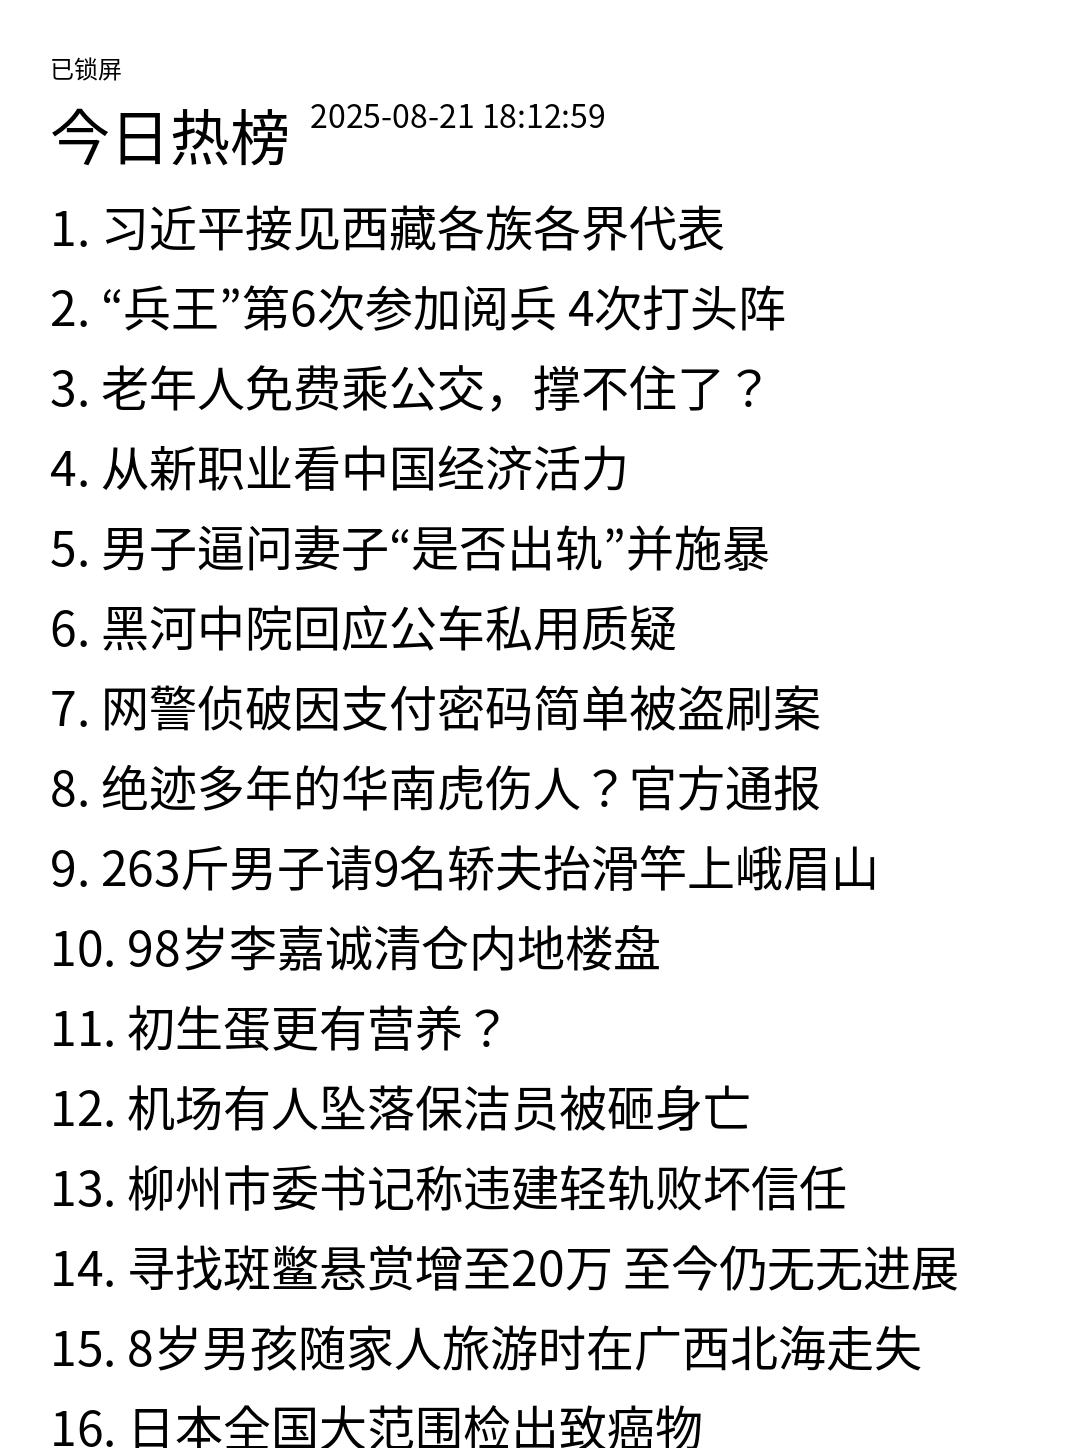 已锁屏
今日热榜 2025-08-21 18:12:59
1. 习近平接见西藏各族各界代表
2. “兵王”第6次参加阅兵 4次打头阵
3. 老年人免费乘公交，撑不住了？
4. 从新职业看中国经济活力
5. 男子逼问妻子“是否出轨”并施暴
6. 黑河中院回应公车私用质疑
7. 网警侦破因支付密码简单被盗刷案
8. 绝迹多年的华南虎伤人？官方通报
9. 263斤男子请9名轿夫抬滑竿上峨眉山
10. 98岁李嘉诚清仓内地楼盘
11. 初生蛋更有营养？
12. 机场有人坠落保洁员被砸身亡
13. 柳州市委书记称违建轻轨败坏信任
14. 寻找斑鳖悬赏增至20万 至今仍无无进展
15. 8岁男孩随家人旅游时在广西北海走失
16. 日本全国大范围检出致癌物